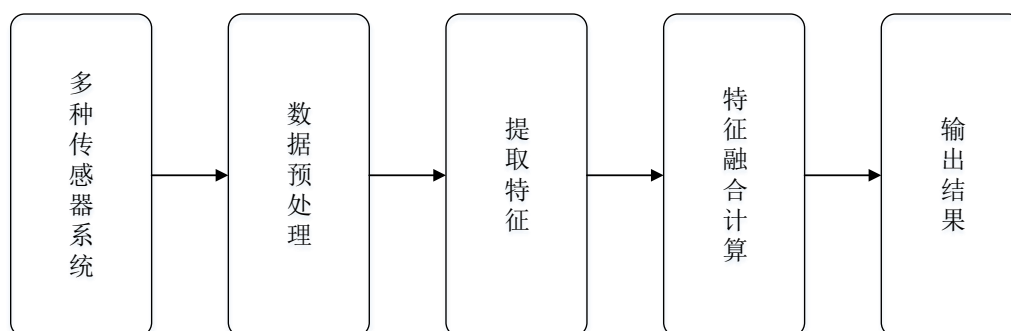 多种传感器系统
数据预处理
提取特征
特征融合计算
输出结果